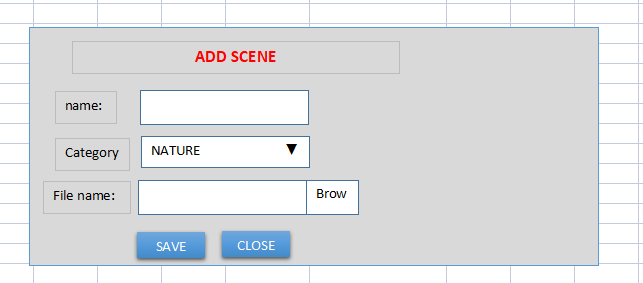 ADD SCENE
name:
Category
NATURE
File name:
Brow
SAVE
CLOSE